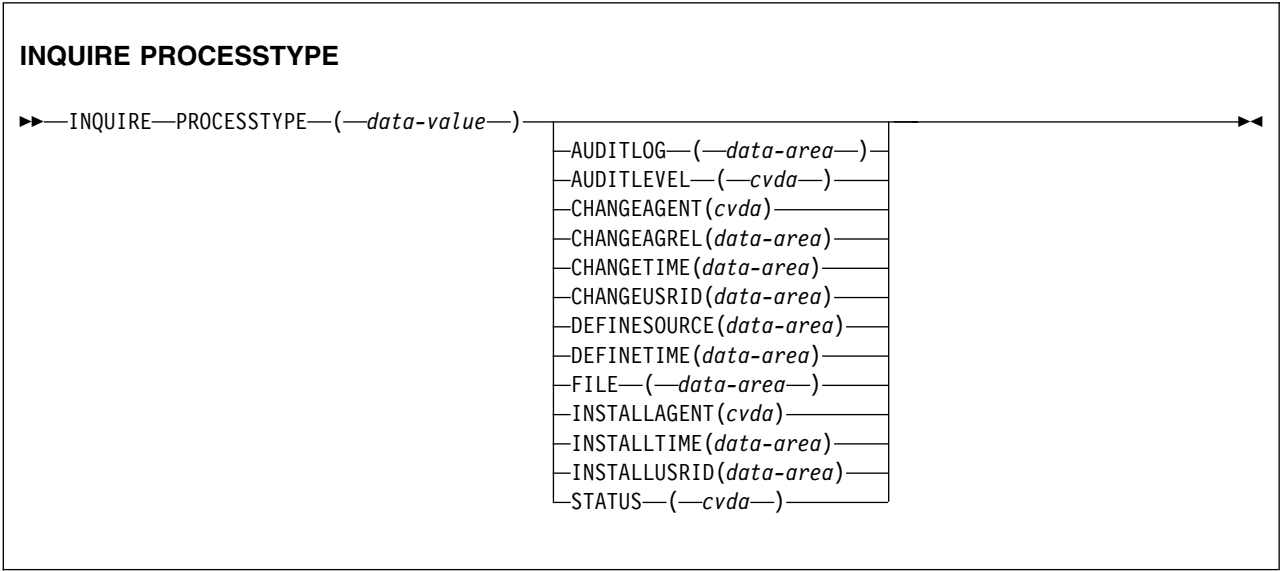 INQUIRE PROCESSTYPE
INQUIRE PROCESSTYPE ( data-value )
AUDITLOG ( data-area )
AUDITLEVEL ( cvda )
CHANGEAGENT(cvda)
CHANGEAGREL(data-area)
CHANGETIME(data-area)
CHANGEUSRID(data-area)
DEFINESOURCE(data-area)
DEFINETIME(data-area)
FILE ( data-area )
INSTALLAGENT(cvda)
INSTALLTIME(data-area)
INSTALLUSRID(data-area)
STATUS ( cvda )